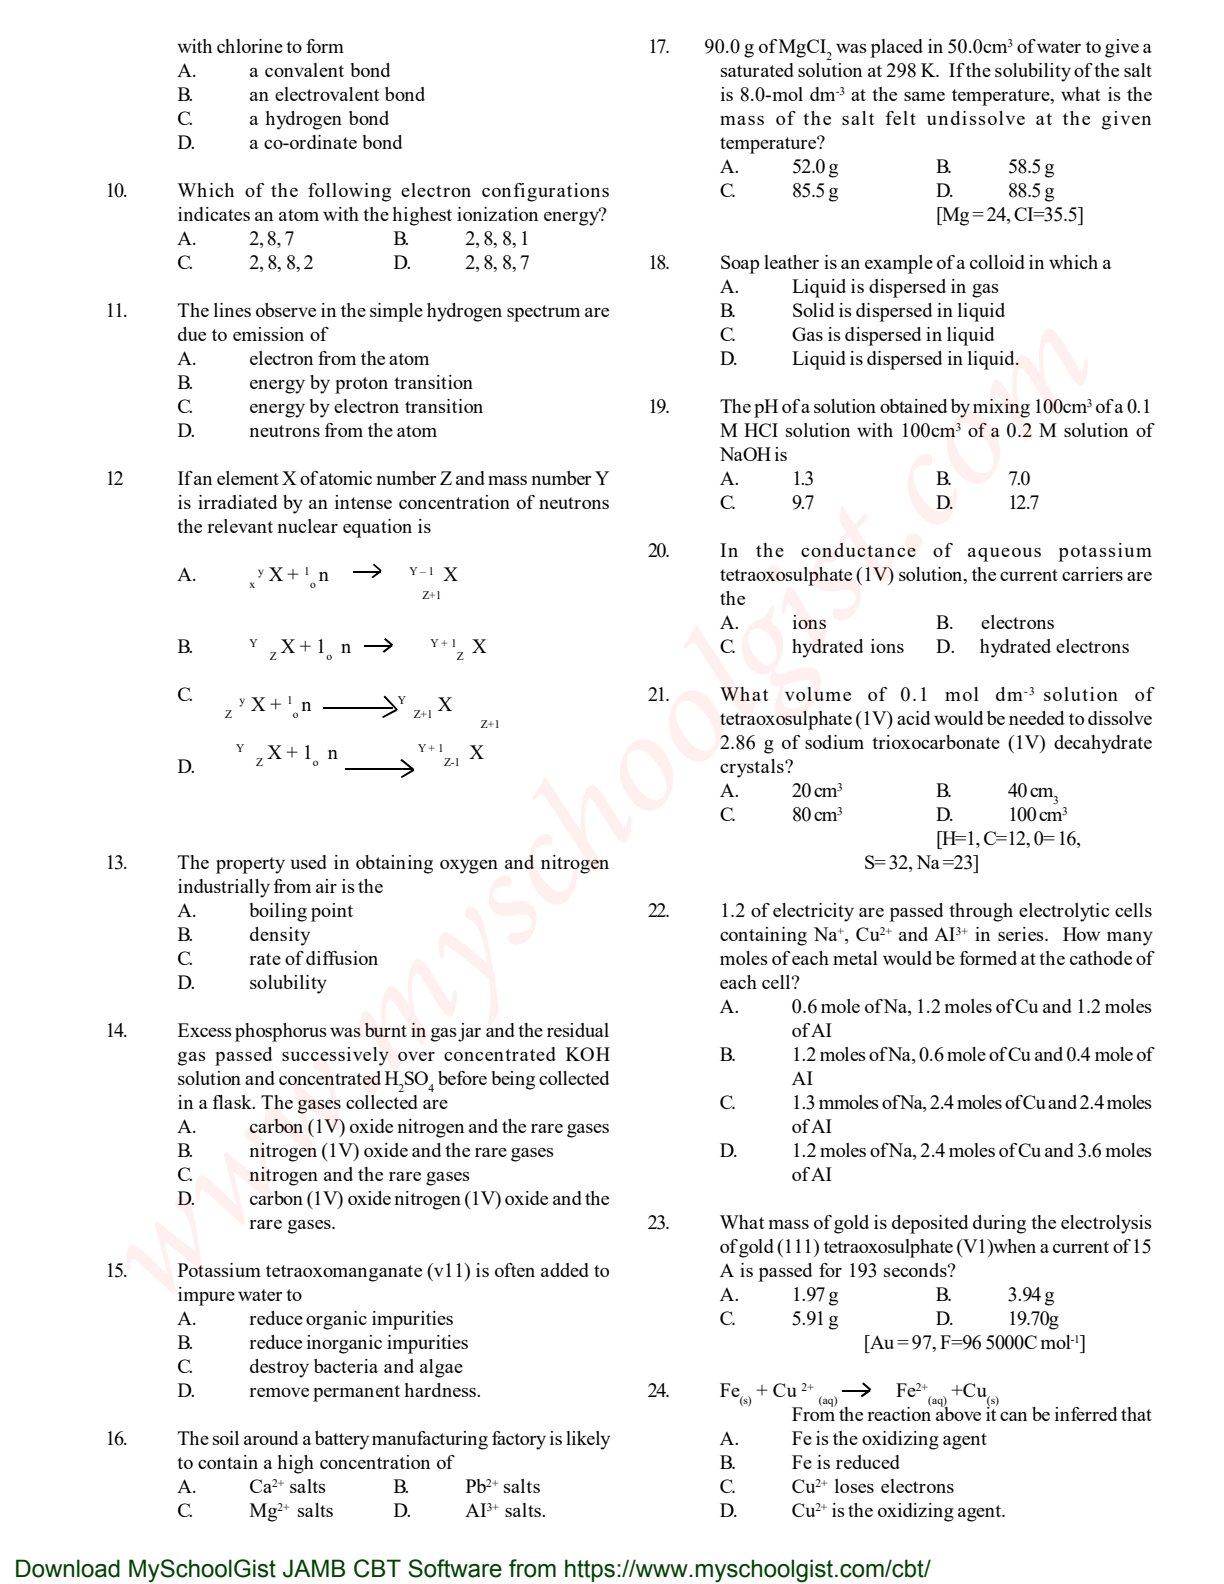 with chlorine to form
A. a convalent bond
B. an electrovalent bond
C. a hydrogen bond
D. a co-ordinate bond
10. Which of the following electron configurations
indicates an atom with the highest ionization energy?
A. 2, 8, 7 B. 2, 8, 8, 1
C. 2, 8, 8, 2 D. 2, 8, 8, 7
11. The lines observe in the simple hydrogen spectrum are
due to emission of
A. electron from the atom
B. energy by proton transition
C. energy by electron transition
D. neutrons from the atom
12 If an element X of atomic number Z and mass number Y
is irradiated by an intense concentration of neutrons
the relevant nuclear equation is
A. ₓʸ X + ¹ₒ n → ʸ⁻¹ X
Z+1
B. Y Z X + 1ₒ n → Y + 1 Z X
C. Z y X + ¹ₒ n → Y Z+1 X
Z+1
D. Y Z X + 1ₒ n → Y + 1 Z-1 X
13. The property used in obtaining oxygen and nitrogen
industrially from air is the
A. boiling point
B. density
C. rate of diffusion
D. solubility
14. Excess phosphorus was burnt in gas jar and the residual
gas passed successively over concentrated KOH
solution and concentrated H₂SO₄ before being collected
in a flask. The gases collected are
A. carbon (1V) oxide nitrogen and the rare gases
B. nitrogen (1V) oxide and the rare gases
C. nitrogen and the rare gases
D. carbon (1V) oxide nitrogen (1V) oxide and the
rare gases.
15. Potassium tetraoxomanganate (v11) is often added to
impure water to
A. reduce organic impurities
B. reduce inorganic impurities
C. destroy bacteria and algae
D. remove permanent hardness.
16. The soil around a battery manufacturing factory is likely
to contain a high concentration of
A. Ca²⁺ salts B. Pb²⁺ salts
C. Mg²⁺ salts D. AI³⁺ salts.
17. 90.0 g of MgCI₂ was placed in 50.0cm³ of water to give a
saturated solution at 298 K. If the solubility of the salt
is 8.0-mol dm⁻³ at the same temperature, what is the
mass of the salt felt undissolve at the given
temperature?
A. 52.0 g B. 58.5 g
C. 85.5 g D. 88.5 g
[Mg = 24, CI=35.5]
18. Soap leather is an example of a colloid in which a
A. Liquid is dispersed in gas
B. Solid is dispersed in liquid
C. Gas is dispersed in liquid
D. Liquid is dispersed in liquid.
19. The pH of a solution obtained by mixing 100cm³ of a 0.1
M HCI solution with 100cm³ of a 0.2 M solution of
NaOH is
A. 1.3 B. 7.0
C. 9.7 D. 12.7
20. In the conductance of aqueous potassium
tetraoxosulphate (1V) solution, the current carriers are
the
A. ions B. electrons
C. hydrated ions D. hydrated electrons
21. What volume of 0.1 mol dm⁻³ solution of
tetraoxosulphate (1V) acid would be needed to dissolve
2.86 g of sodium trioxocarbonate (1V) decahydrate
crystals?
A. 20 cm³ B. 40 cm₃
C. 80 cm³ D. 100 cm³
[H=1, C=12, 0= 16,
S= 32, Na =23]
22. 1.2 of electricity are passed through electrolytic cells
containing Na⁺, Cu²⁺ and AI³⁺ in series. How many
moles of each metal would be formed at the cathode of
each cell?
A. 0.6 mole of Na, 1.2 moles of Cu and 1.2 moles
of AI
B. 1.2 moles of Na, 0.6 mole of Cu and 0.4 mole of
AI
C. 1.3 mmoles of Na, 2.4 moles of Cu and 2.4 moles
of AI
D. 1.2 moles of Na, 2.4 moles of Cu and 3.6 moles
of AI
23. What mass of gold is deposited during the electrolysis
of gold (111) tetraoxosulphate (V1)when a current of 15
A is passed for 193 seconds?
A. 1.97 g B. 3.94 g
C. 5.91 g D. 19.70g
[Au = 97, F=96 5000C mol⁻¹]
24. Fe(s) + Cu ²⁺(aq) → Fe²⁺(aq) +Cu(s)
From the reaction above it can be inferred that
A. Fe is the oxidizing agent
B. Fe is reduced
C. Cu²⁺ loses electrons
D. Cu²⁺ is the oxidizing agent.
www.myschoolgist.com
Download MySchoolGist JAMB CBT Software from https://www.myschoolgist.com/cbt/